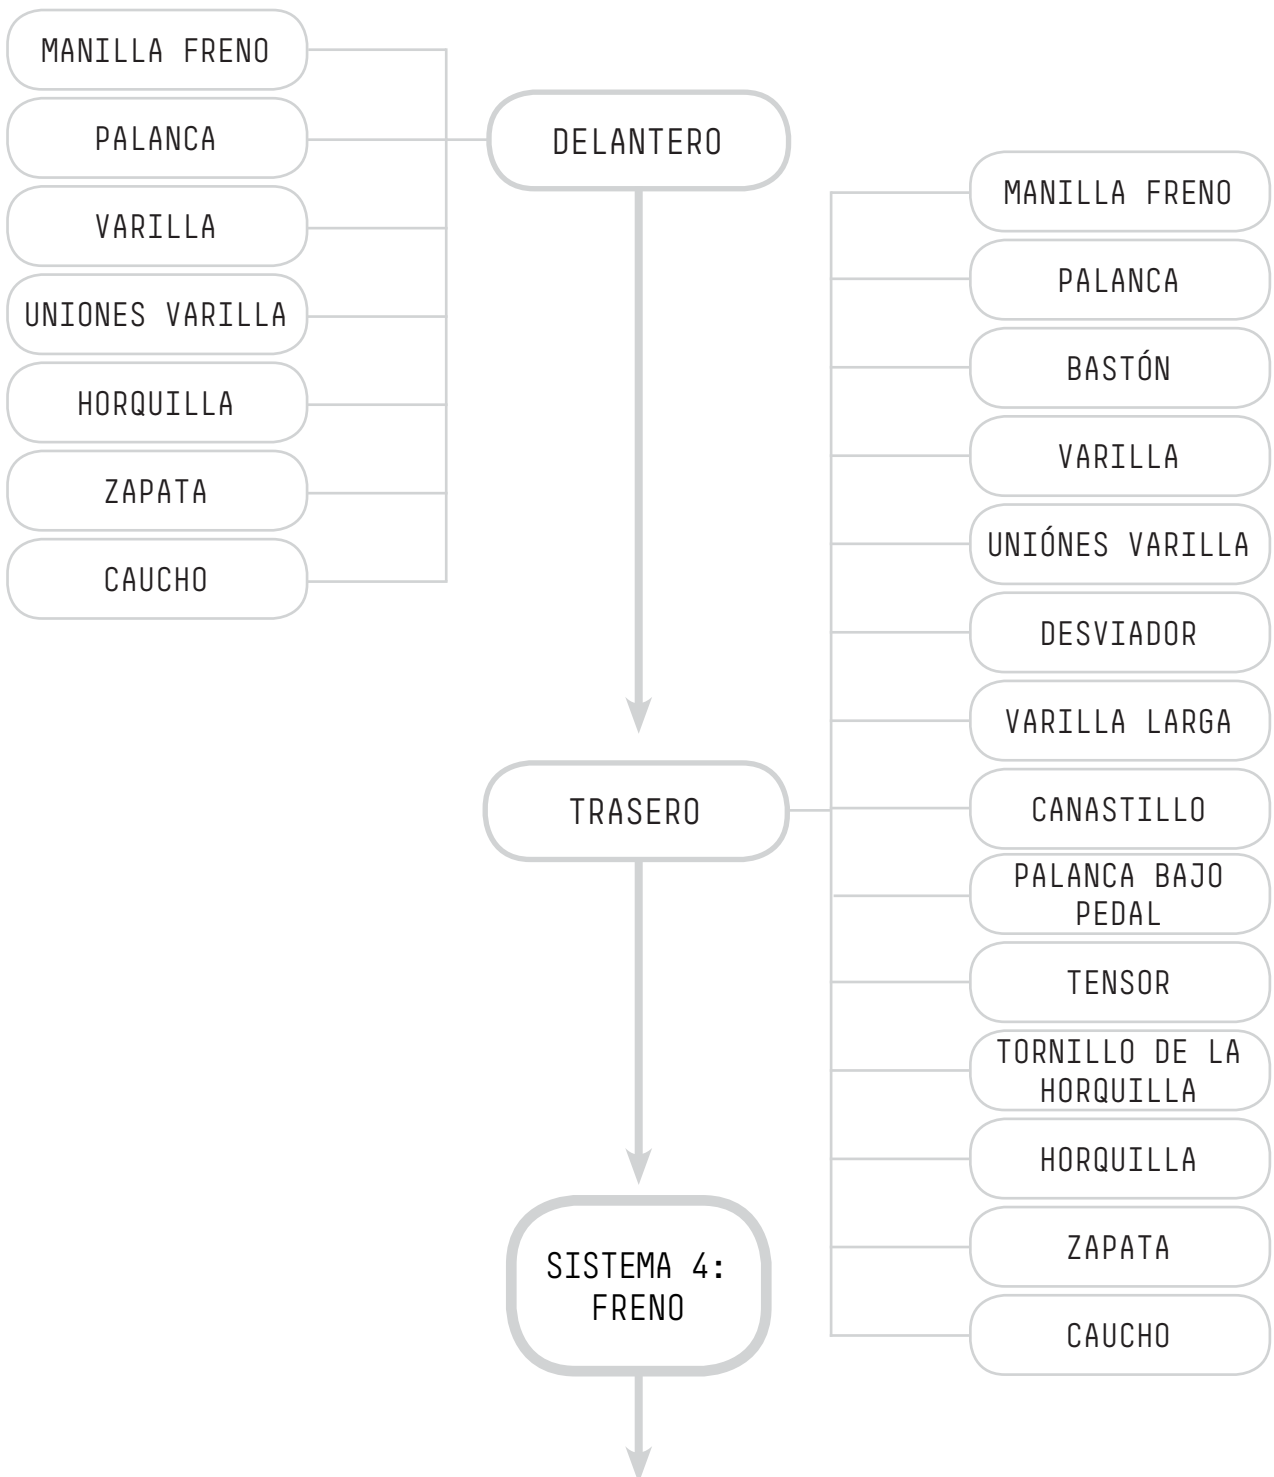 MANILLA FRENO
PALANCA
VARILLA
UNIONES VARILLA
HORQUILLA
ZAPATA
CAUCHO
DELANTERO
TRASERO
MANILLA FRENO
PALANCA
BASTÓN
VARILLA
UNIÓNES VARILLA
DESVIADOR
VARILLA LARGA
CANASTILLO
PALANCA BAJO
PEDAL
TENSOR
TORNILLO DE LA
HORQUILLA
HORQUILLA
ZAPATA
CAUCHO
SISTEMA 4:
FRENO